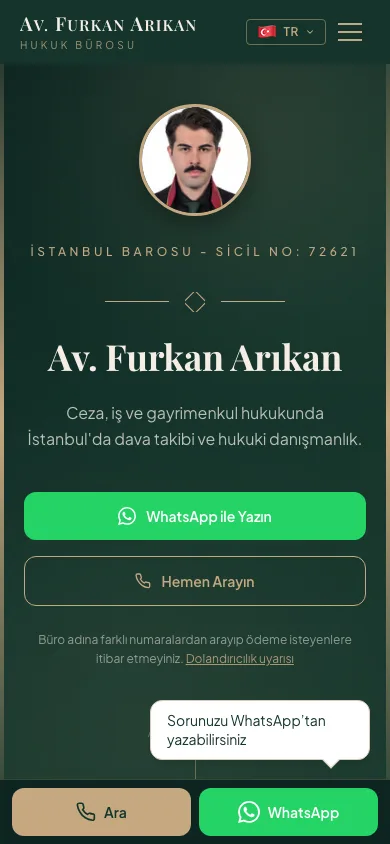 Av. Furkan Arıkan
HUKUK BÜROSU
TR
İSTANBUL BAROSU - SİCİL NO: 72621
Av. Furkan Arıkan
Ceza, iş ve gayrimenkul hukukunda
İstanbul'da dava takibi ve hukuki danışmanlık.
WhatsApp ile Yazın
Hemen Arayın
Büro adına farklı numaralardan arayıp ödeme isteyenlere
itibar etmeyiniz. Dolandırıcılık uyarısı
Sorunuzu WhatsApp'tan
yazabilirsiniz
Ara
WhatsApp